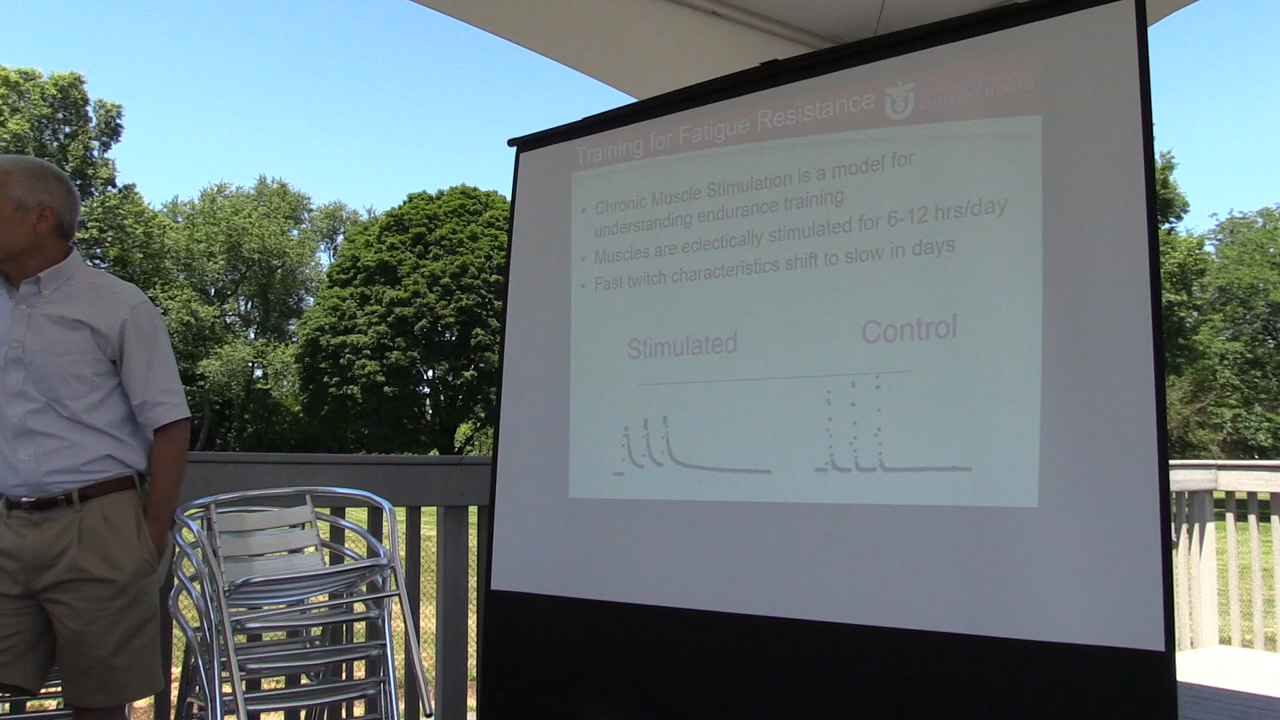 Training for Fatigue Resistance
• Chronic Muscle Stimulation is a model for
understanding endurance training
• Muscles are eclectically stimulated for 6-12 hrs/day
• Fast twitch characteristics shift to slow in days
Stimulated
Control